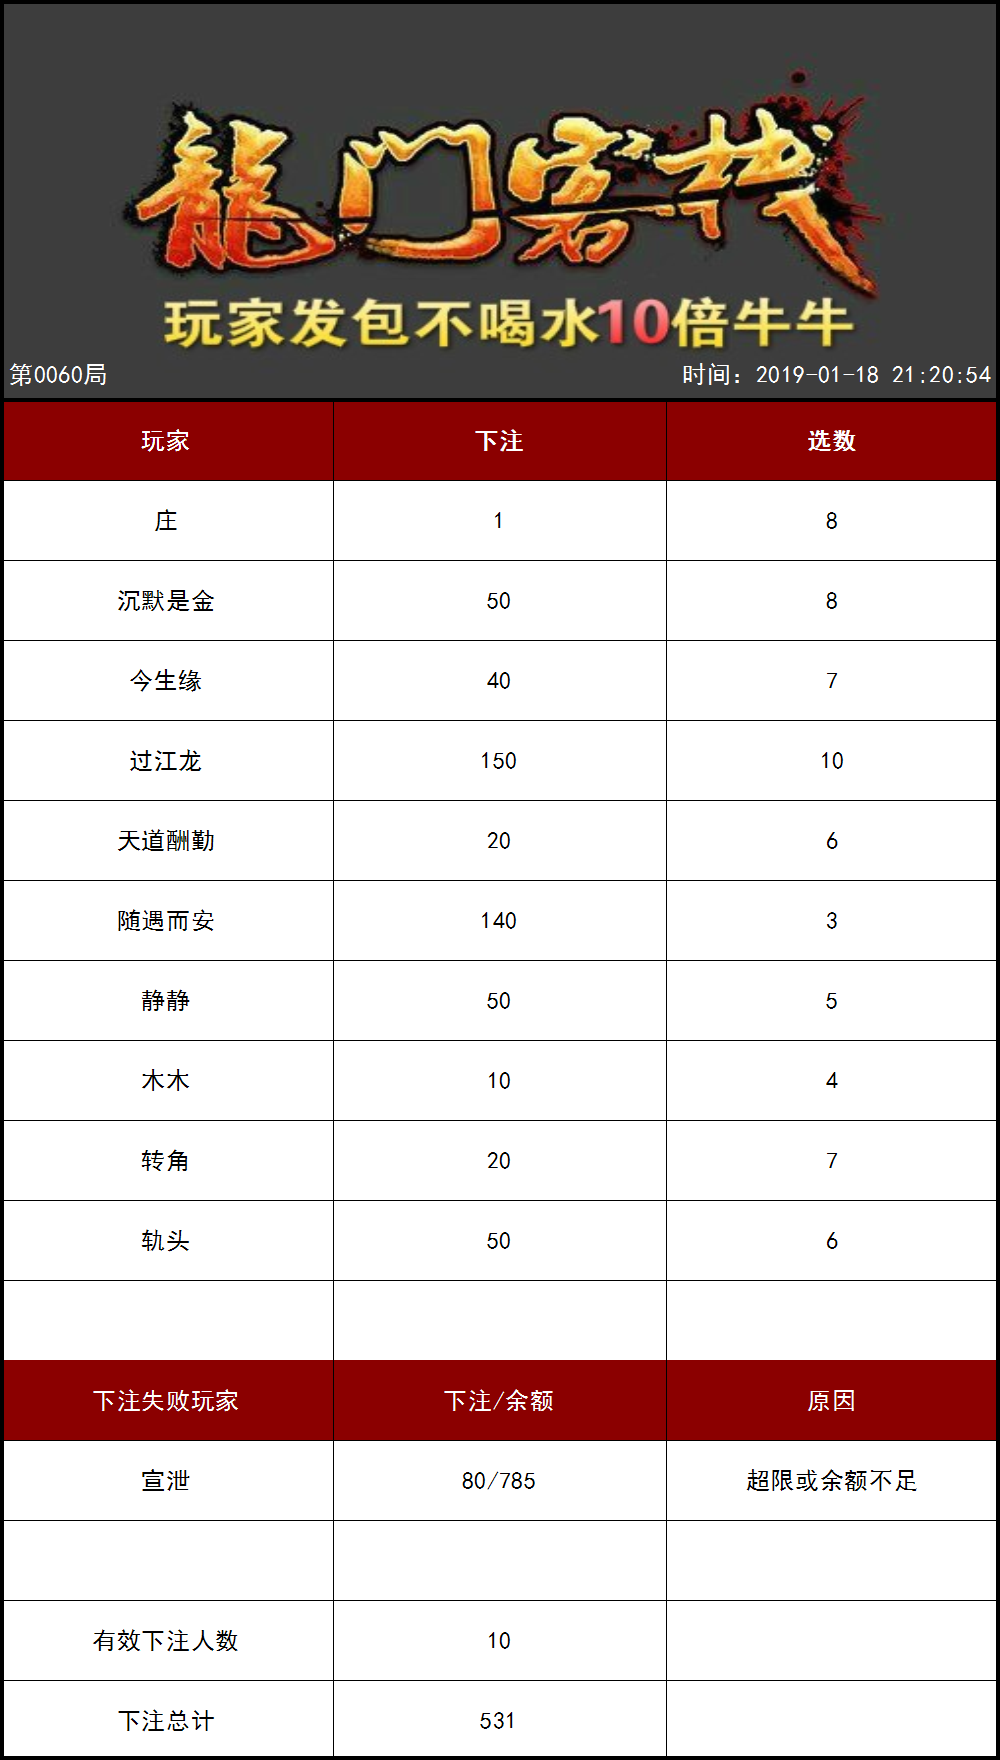 龍门客栈
玩家发包不喝水10倍牛牛
第0060局 时间：2019-01-18 21:20:54
玩家 下注 选数
庄 1 8
沉默是金 50 8
今生缘 40 7
过江龙 150 10
天道酬勤 20 6
随遇而安 140 3
静静 50 5
木木 10 4
转角 20 7
轨头 50 6
下注失败玩家 下注/余额 原因
宣泄 80/785 超限或余额不足
有效下注人数 10
下注总计 531